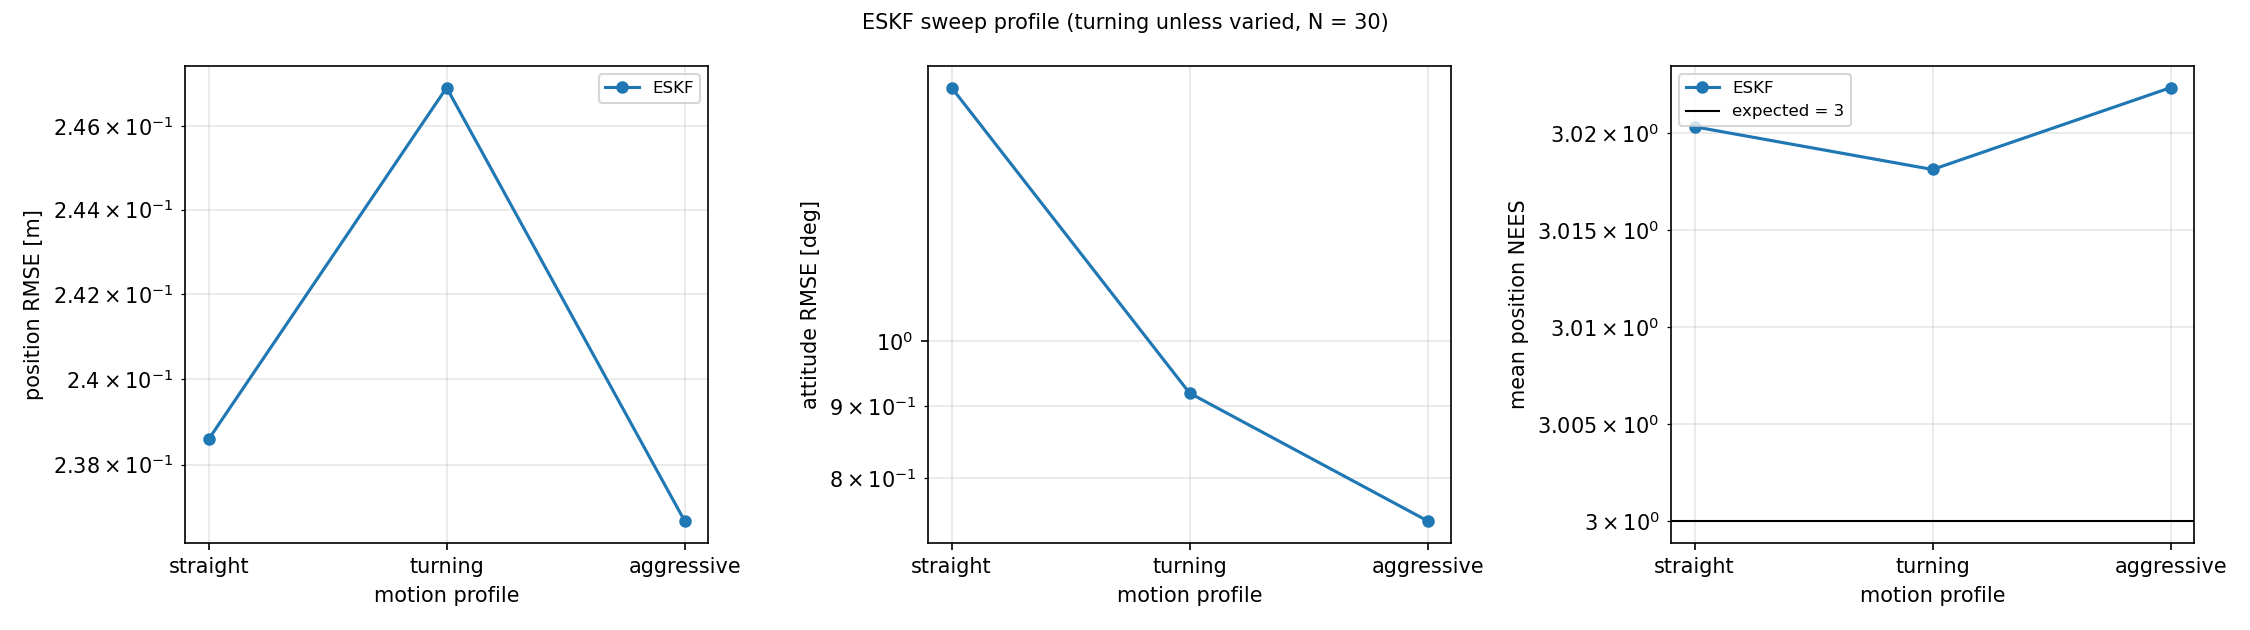 ESKF sweep profile (turning unless varied, N = 30)
position RMSE [m]
2.46 × 10⁻¹
2.44 × 10⁻¹
2.42 × 10⁻¹
2.4 × 10⁻¹
2.38 × 10⁻¹
ESKF
straight turning aggressive
motion profile
attitude RMSE [deg]
10⁰
9 × 10⁻¹
8 × 10⁻¹
straight turning aggressive
motion profile
mean position NEES
3.02 × 10⁰
3.015 × 10⁰
3.01 × 10⁰
3.005 × 10⁰
3 × 10⁰
ESKF
expected = 3
straight turning aggressive
motion profile